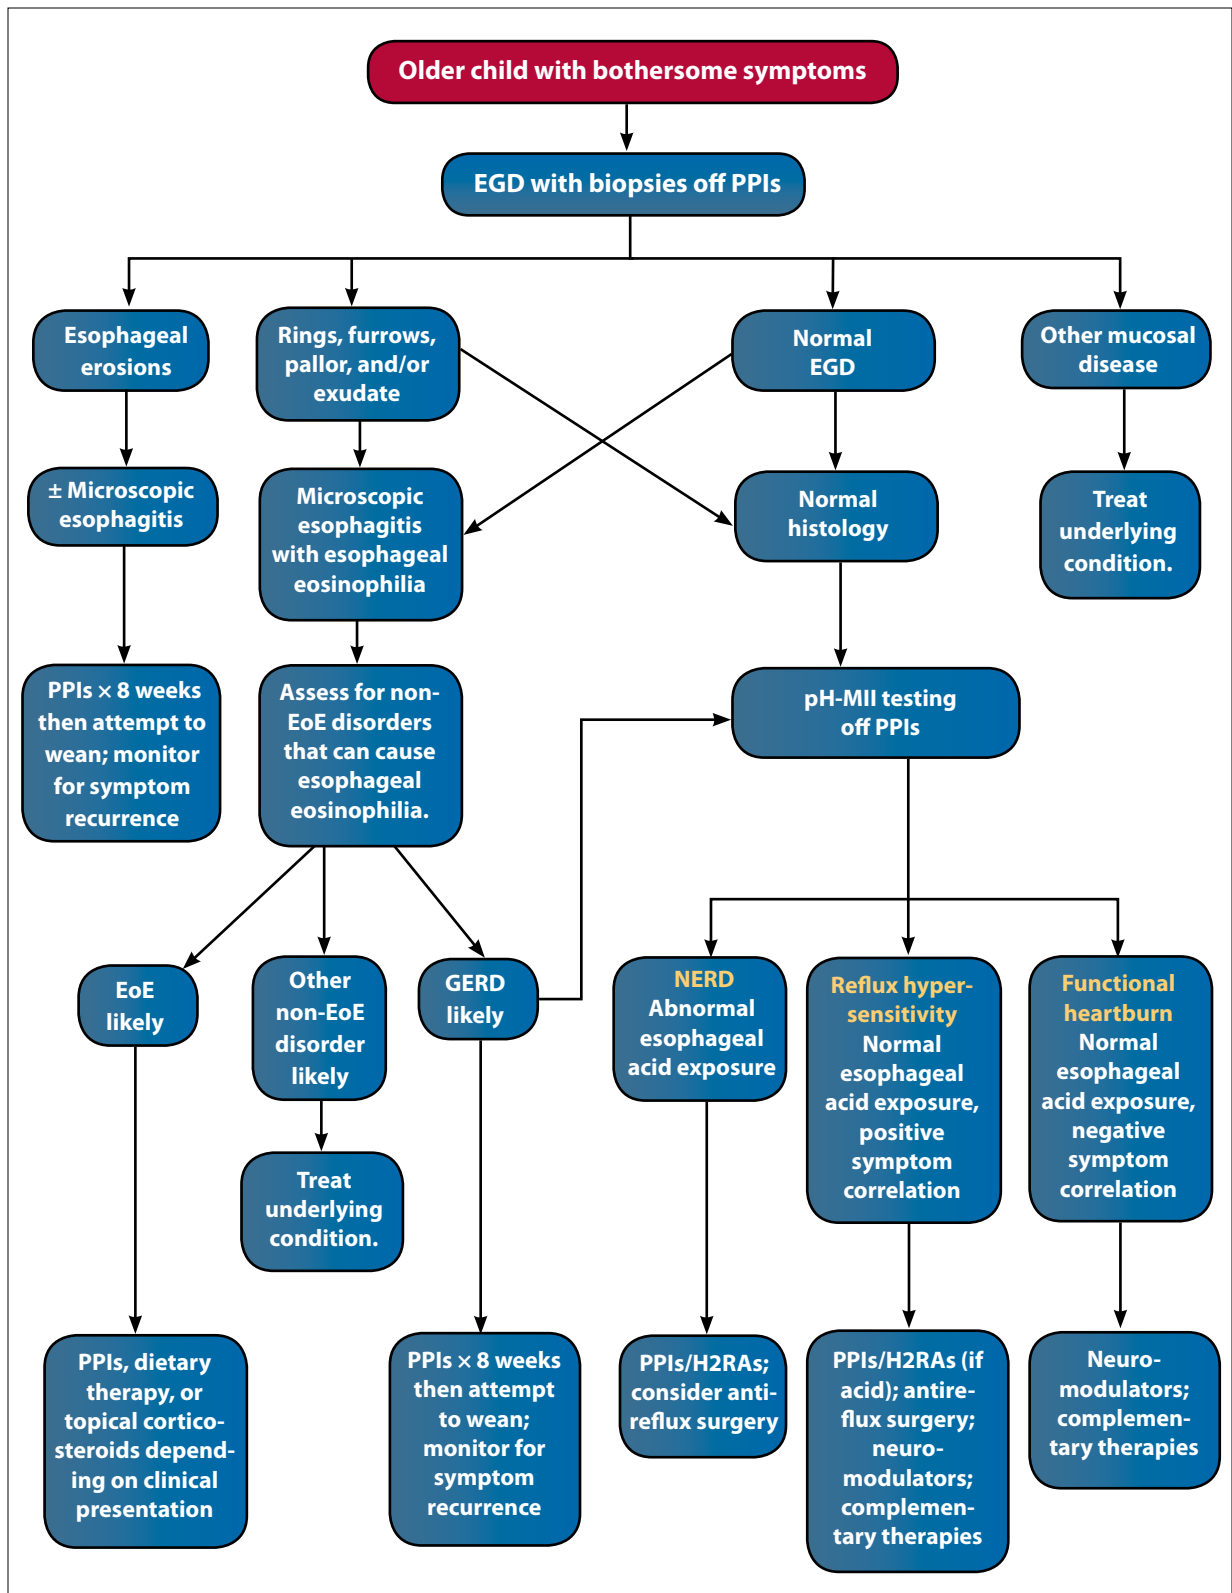 Older child with bothersome symptoms
EGD with biopsies off PPIs
Esophageal
erosions
Rings, furrows,
pallor, and/or
exudate
Normal
EGD
Other mucosal
disease
± Microscopic
esophagitis
Microscopic
esophagitis
with esophageal
eosinophilia
Normal
histology
Treat
underlying
condition.
PPIs × 8 weeks
then attempt to
wean; monitor
for symptom
recurrence
Assess for non-
EoE disorders
that can cause
esophageal
eosinophilia.
pH-MII testing
off PPIs
EoE
likely
Other
non-EoE
disorder
likely
GERD
likely
NERD
Abnormal
esophageal
acid exposure
Reflux hyper-
sensitivity
Normal
esophageal
acid exposure,
positive
symptom
correlation
Functional
heartburn
Normal
esophageal
acid exposure,
negative
symptom
correlation
Treat
underlying
condition.
PPIs, dietary
therapy, or
topical cortico-
steroids depend-
ing on clinical
presentation
PPIs × 8 weeks
then attempt
to wean;
monitor for
symptom
recurrence
PPIs/H2RAs;
consider anti-
reflux surgery
PPIs/H2RAs (if
acid); antire-
flux surgery;
neuro-
modulators;
complemen-
tary therapies
Neuro-
modulators;
complemen-
tary therapies